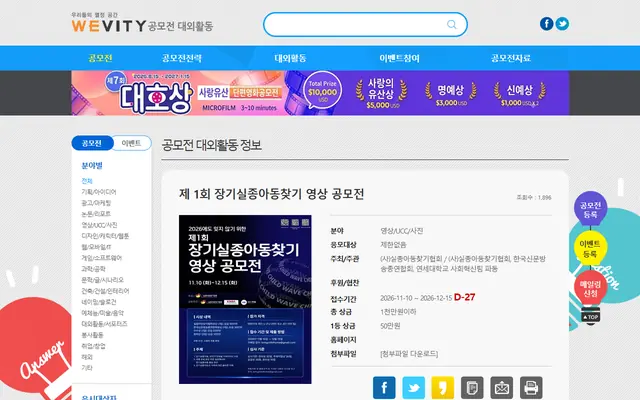 우리들의 열정 공간
WEVITY 공모전 대외활동
공모전
공모전전략
대외활동
이벤트참여
공모전자료
제7회
2026.8.15 ~ 2027.1.15
대호상
사랑유산
단편영화공모전
MICROFILM 3~10 minutes
Total Prize
$10,000
USD
사랑의
유산상
$5,000 USD
명예상
$3,000 USD
신예상
$1,000 USD
공모전
이벤트
분야별
전체
기획/아이디어
광고/마케팅
논문/리포트
영상/UCC/사진
디자인/캐릭터/웹툰
웹/모바일/IT
게임/소프트웨어
과학/공학
문학/글/시나리오
건축/건설/인테리어
네이밍/슬로건
예체능/미술/음악
대외활동/서포터즈
봉사활동
취업/창업
해외
기타
응시대상자
공모전 대외활동 정보
제 1회 장기실종아동찾기 영상 공모전
조회수 : 1,896
2026에도 잊지 않기 위한
제1회
장기실종아동찾기
영상 공모전
11.10 (화)~12.15 (화)
분야
영상/UCC/사진
응모대상
제한없음
주최/주관
(사)실종아동찾기협회 / (사)실종아동찾기협회, 한국신문방
송총연합회, 연세대학교 사회혁신팀 파동
후원/협찬
접수기간
2026-11-10 ~ 2026-12-15 D-27
총 상금
1천만원이하
1등 상금
50만원
홈페이지
첨부파일
[첨부파일 다운로드]
공모전
등록
이벤트
등록
메일링
신청
TOP
Answer